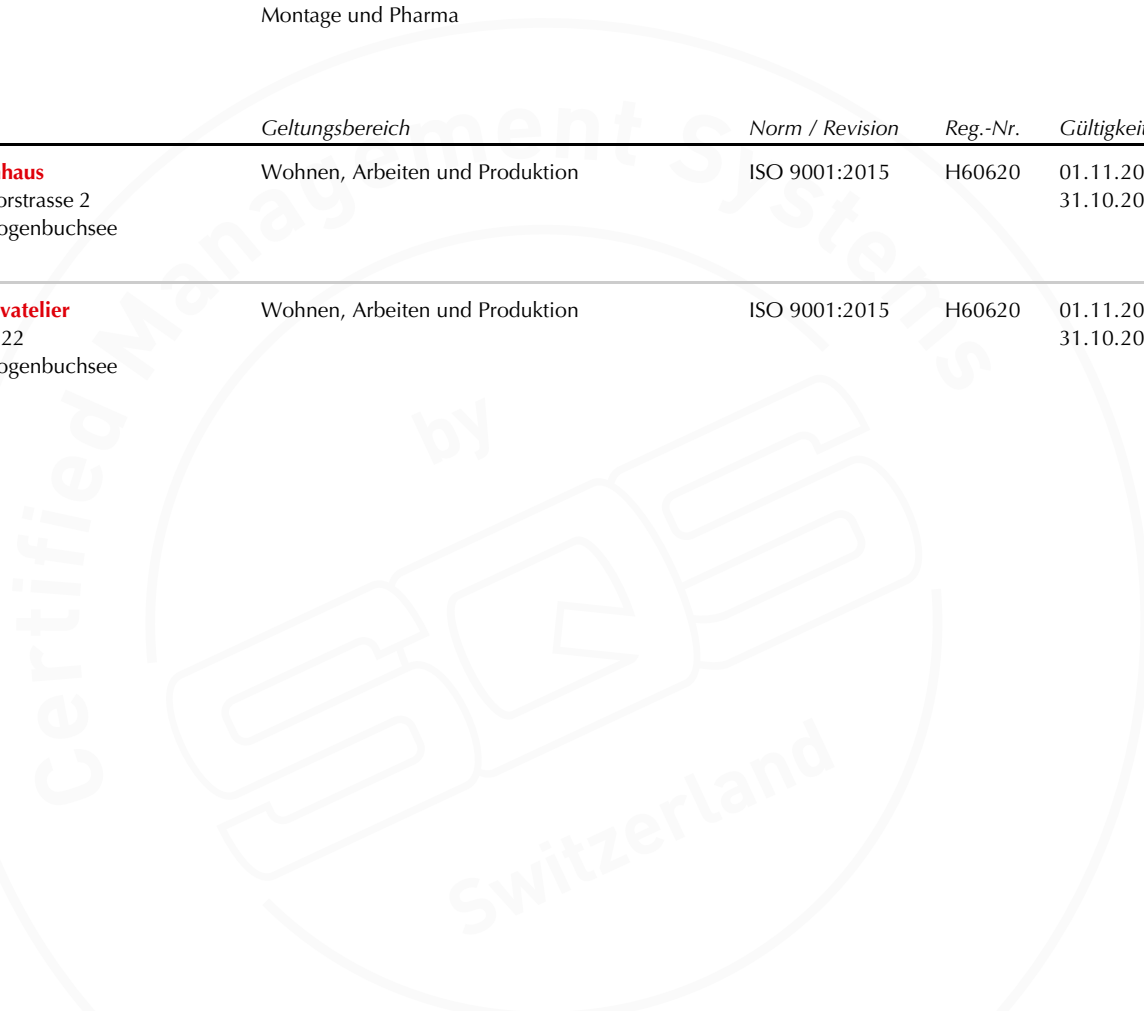 Montage und Pharma
Geltungsbereich Norm / Revision Reg.-Nr. Gültigkeit
haus Wohnen, Arbeiten und Produktion ISO 9001:2015 H60620 01.11.20
orstrasse 2 31.10.20
ogenbuchsee
vatelier Wohnen, Arbeiten und Produktion ISO 9001:2015 H60620 01.11.20
22 31.10.20
ogenbuchsee
Certified Management Systems
by
SQS
Switzerland